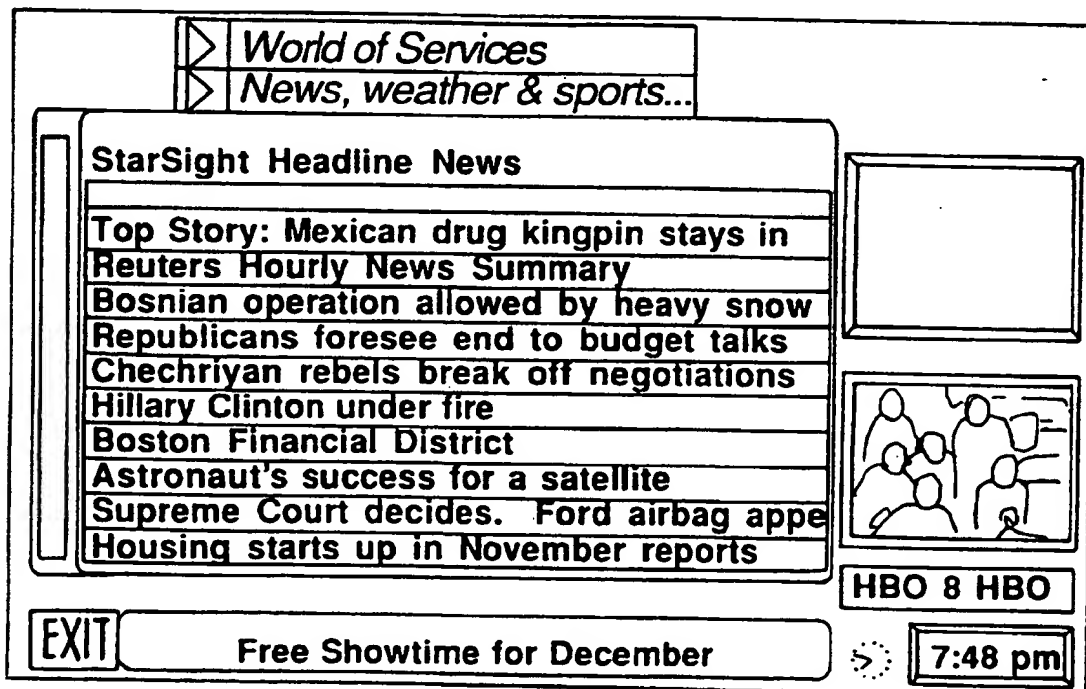 World of Services
News, weather & sports...
StarSight Headline News
Top Story: Mexican drug kingpin stays in
Reuters Hourly News Summary
Bosnian operation allowed by heavy snow
Republicans foresee end to budget talks
Chechriyan rebels break off negotiations
Hillary Clinton under fire
Boston Financial District
Astronaut's success for a satellite
Supreme Court decides. Ford airbag appe
Housing starts up in November reports
HBO 8 HBO
EXIT
Free Showtime for December
7:48 pm